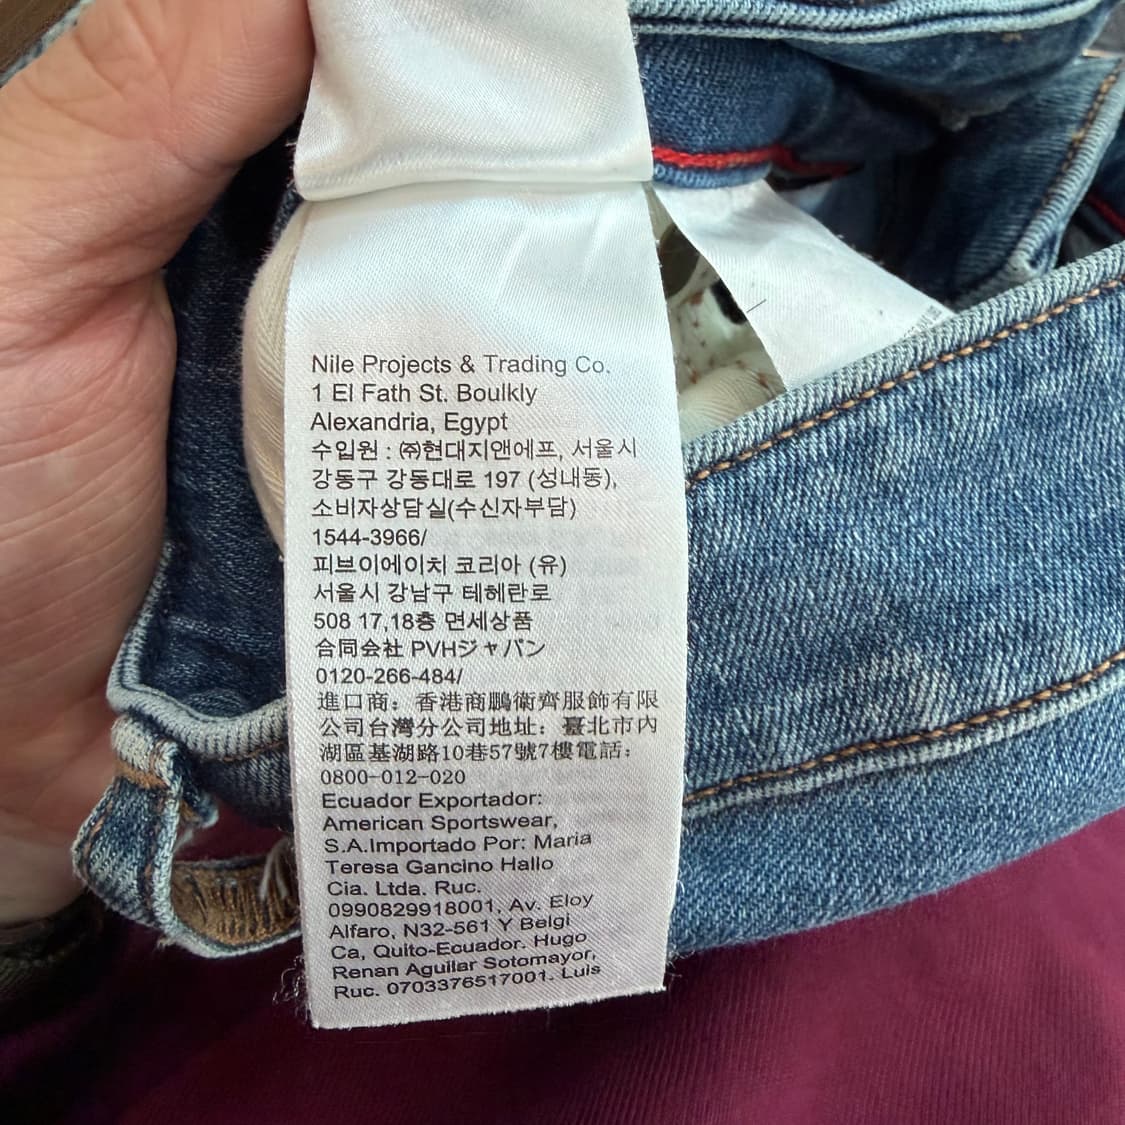 Nile Projects & Trading Co.
1 El Fath St. Boulkly
Alexandria, Egypt
수입원 : ㈜현대지앤에프, 서울시
강동구 강동대로 197 (성내동),
소비자상담실(수신자부담)
1544-3966/
피브이에이치 코리아 (유)
서울시 강남구 테헤란로
508 17,18층 면세상품
合同会社 PVHジャパン
0120-266-484/
進口商：香港商鵬衛齊服飾有限
公司台灣分公司地址：臺北市內
湖區基湖路10巷57號7樓電話：
0800-012-020
Ecuador Exportador:
American Sportswear,
S.A.Importado Por: Maria
Teresa Gancino Hallo
Cia. Ltda. Ruc.
0990829918001, Av. Eloy
Alfaro, N32-561 Y Belgi
Ca, Quito-Ecuador. Hugo
Renan Aguilar Sotomayor,
Ruc. 0703376517001. Luis